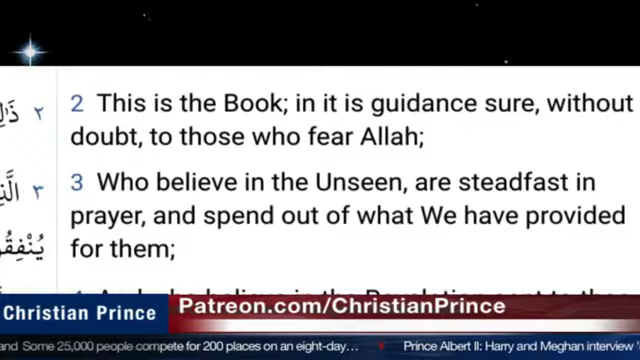 2 This is the Book; in it is guidance sure, without
doubt, to those who fear Allah;
3 Who believe in the Unseen, are steadfast in
prayer, and spend out of what We have provided
for them;
٢
٣
Christian Prince
Patreon.com/ChristianPrince
and Some 25,000 people compete for 200 places on an eight-day… Prince Albert II: Harry and Meghan interview